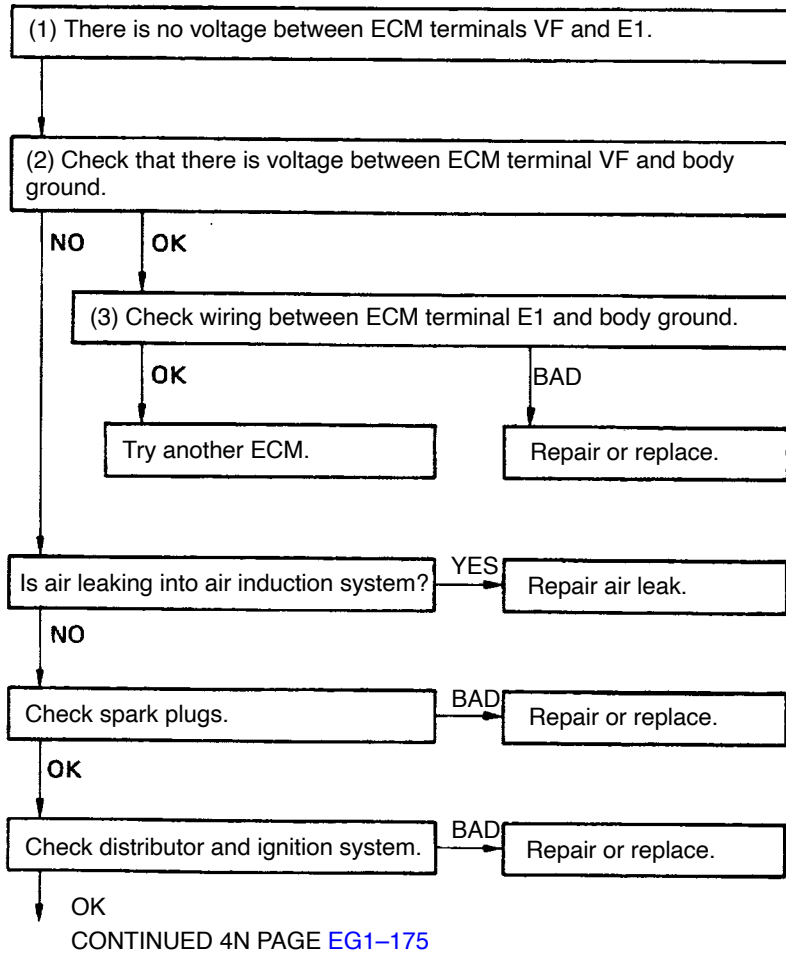 (1) There is no voltage between ECM terminals VF and E1.
(2) Check that there is voltage between ECM terminal VF and body
ground.
NO
OK
(3) Check wiring between ECM terminal E1 and body ground.
OK
BAD
Try another ECM.
Repair or replace.
Is air leaking into air induction system?
YES
Repair air leak.
NO
Check spark plugs.
BAD
Repair or replace.
OK
Check distributor and ignition system.
BAD
Repair or replace.
OK
CONTINUED 4N PAGE EG1–175